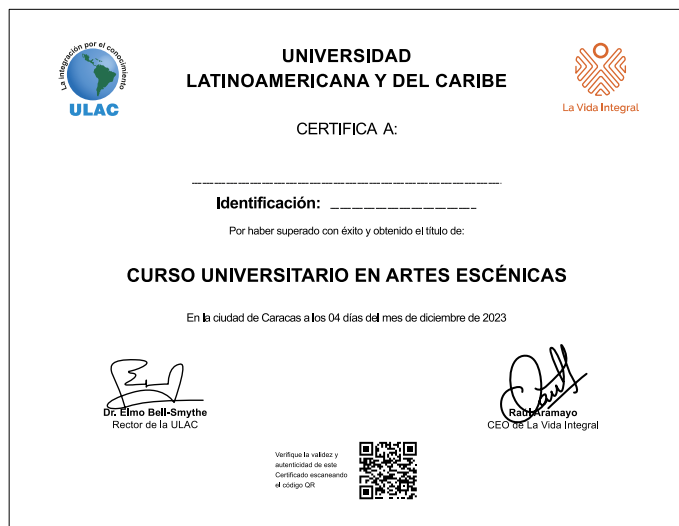 La integración por el conocimiento
ULAC
UNIVERSIDAD
LATINOAMERICANA Y DEL CARIBE
La Vida Integral
CERTIFICA A:
Identificación:
Por haber superado con éxito y obtenido el título de:
CURSO UNIVERSITARIO EN ARTES ESCÉNICAS
En la ciudad de Caracas a los 04 días del mes de diciembre de 2023
Dr. Elmo Bell-Smythe
Rector de la ULAC
Raúl Aramayo
CEO de La Vida Integral
Verifique la validez y
autenticidad de este
Certificado escaneando
el código QR